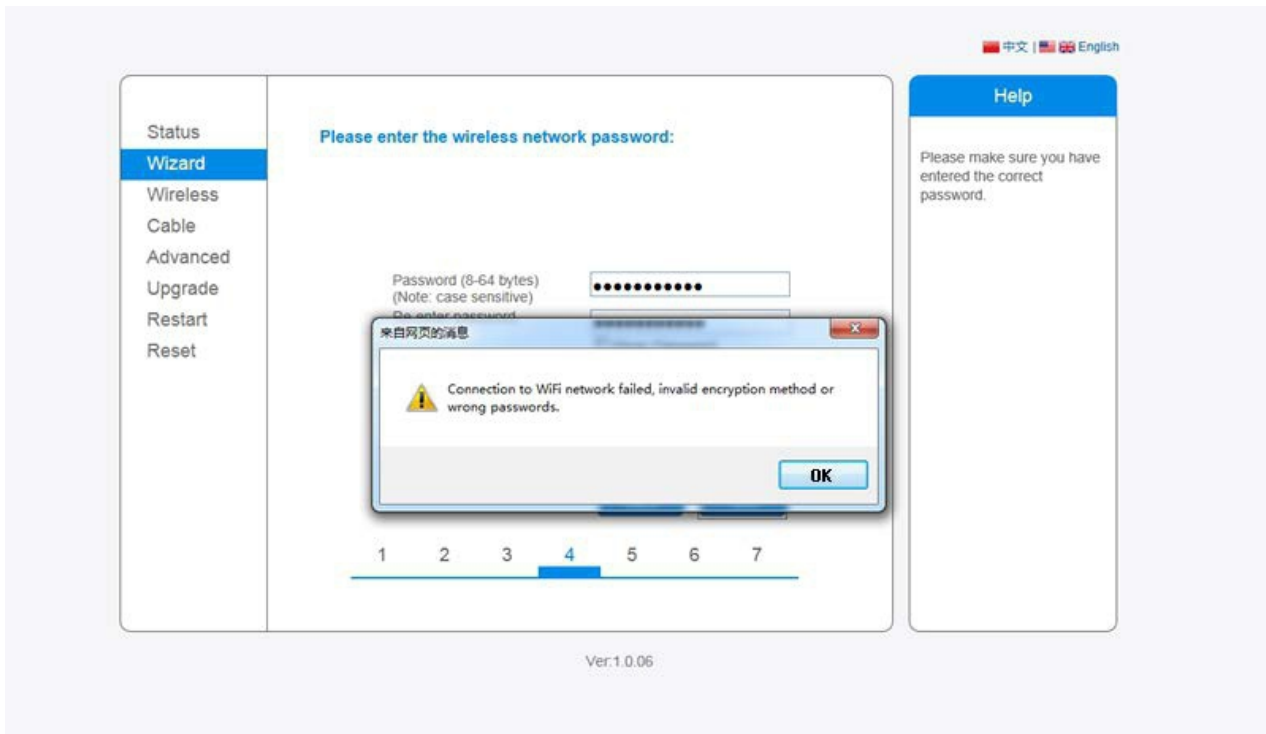 中文 | English
Help
Status
Wizard
Wireless
Cable
Advanced
Upgrade
Restart
Reset
Please enter the wireless network password:
Please make sure you have
entered the correct
password.
Password (8-64 bytes)
(Note: case sensitive)
Re-enter password
来自网页的消息
Connection to WiFi network failed, invalid encryption method or
wrong passwords.
OK
1 2 3 4 5 6 7
Ver:1.0.06